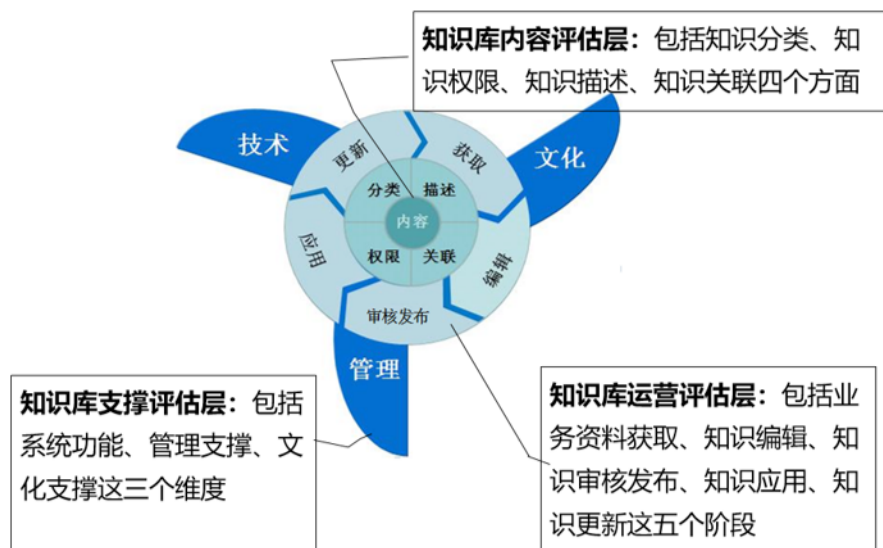 知识库内容评估层：包括知识分类、知
识权限、知识描述、知识关联四个方面
技术
文化
管理
更新
获取
编辑
审核发布
应用
分类
描述
内容
权限
关联
知识库支撑评估层：包括
系统功能、管理支撑、文
化支撑这三个维度
知识库运营评估层：包括业
务资料获取、知识编辑、知
识审核发布、知识应用、知
识更新这五个阶段